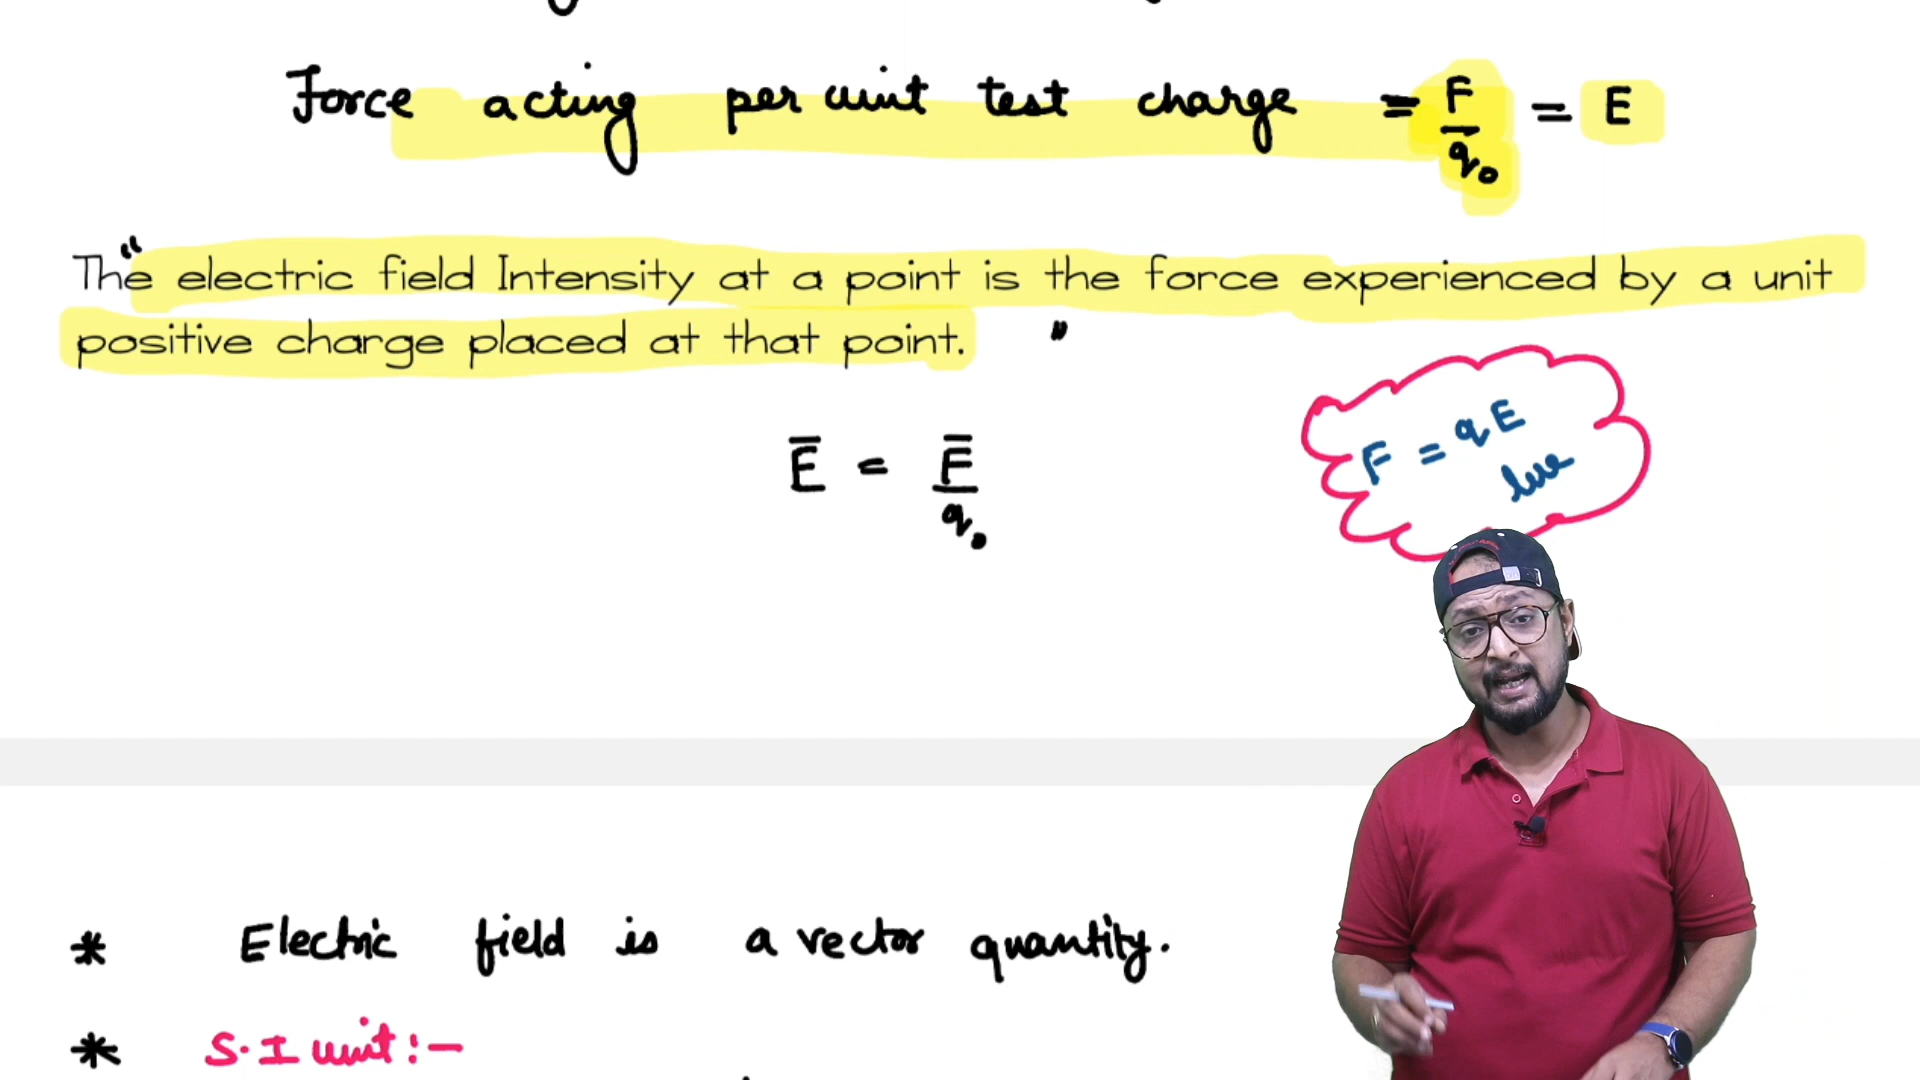 Force acting per unit test charge = F/q₀ = E
"The electric field Intensity at a point is the force experienced by a unit
positive charge placed at that point."
E̅ = F̅/q₀
F = qE
* Electric field is a vector quantity.
* S.I unit:-